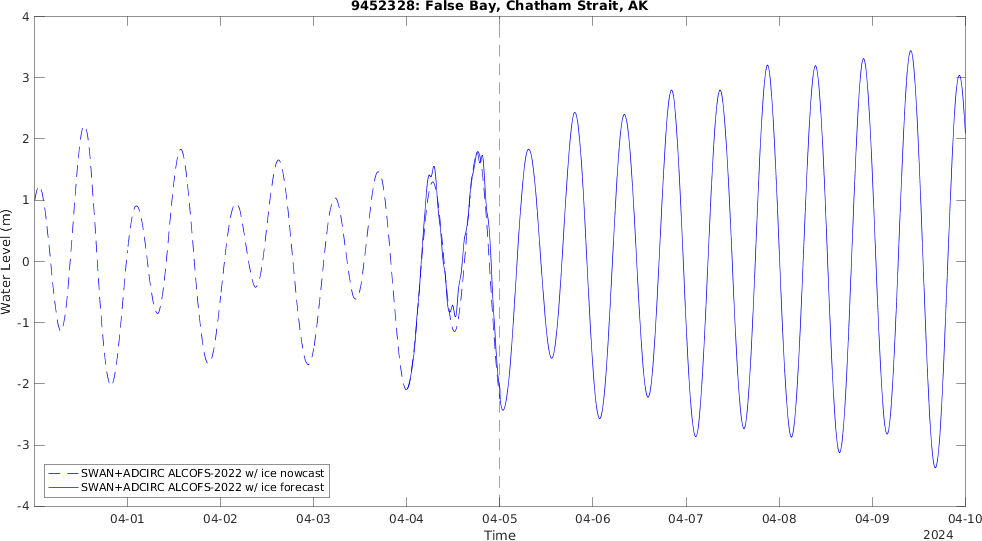 9452328: False Bay, Chatham Strait, AK
Water Level (m)
4
3
2
1
0
-1
-2
-3
-4
SWAN+ADCIRC ALCOFS-2022 w/ ice nowcast
SWAN+ADCIRC ALCOFS-2022 w/ ice forecast
04-01 04-02 04-03 04-04 04-05 04-06 04-07 04-08 04-09 04-10
Time
2024